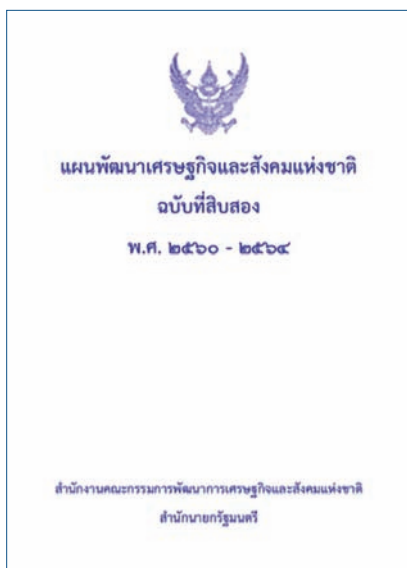 แผนพัฒนาเศรษฐกิจและสังคมแห่งชาติ
ฉบับที่สิบสอง
พ.ศ. ๒๕๖๐ - ๒๕๖๔
สำนักงานคณะกรรมการพัฒนาการเศรษฐกิจและสังคมแห่งชาติ
สำนักนายกรัฐมนตรี